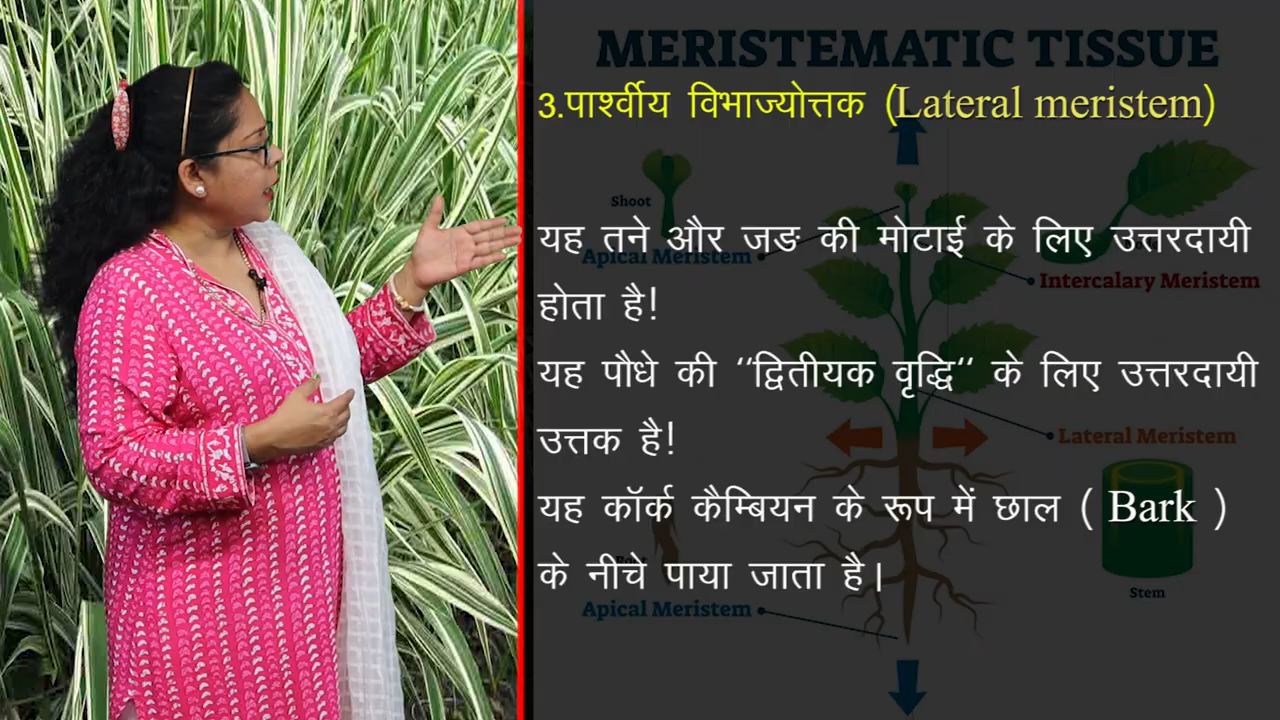 MERISTEMATIC TISSUE
3.पार्श्वीय विभाज्योत्तक (Lateral meristem)
Shoot
यह तने और जङ की मोटाई के लिए उत्तरदायी
Apical Meristem
Intercalary Meristem
होता है!
यह पौधे की ‘‘द्वितीयक वृद्धि‘‘ के लिए उत्तरदायी
उत्तक है!
Lateral Meristem
यह कॉर्क कैम्बियन के रूप में छाल ( Bark )
के नीचे पाया जाता है।
Stem
Apical Meristem